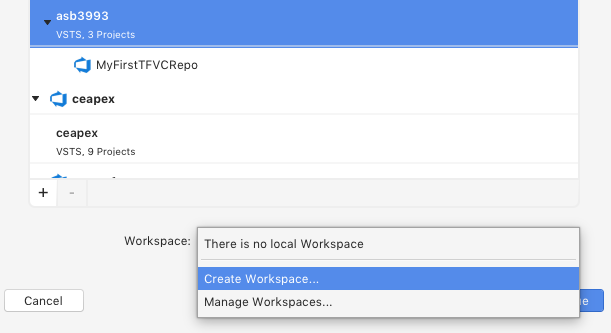 asb3993
VSTS, 3 Projects
MyFirstTFVCRepo
ceapex
ceapex
VSTS, 9 Projects
+
-
Workspace:
There is no local Workspace
Create Workspace...
Manage Workspaces...
Cancel